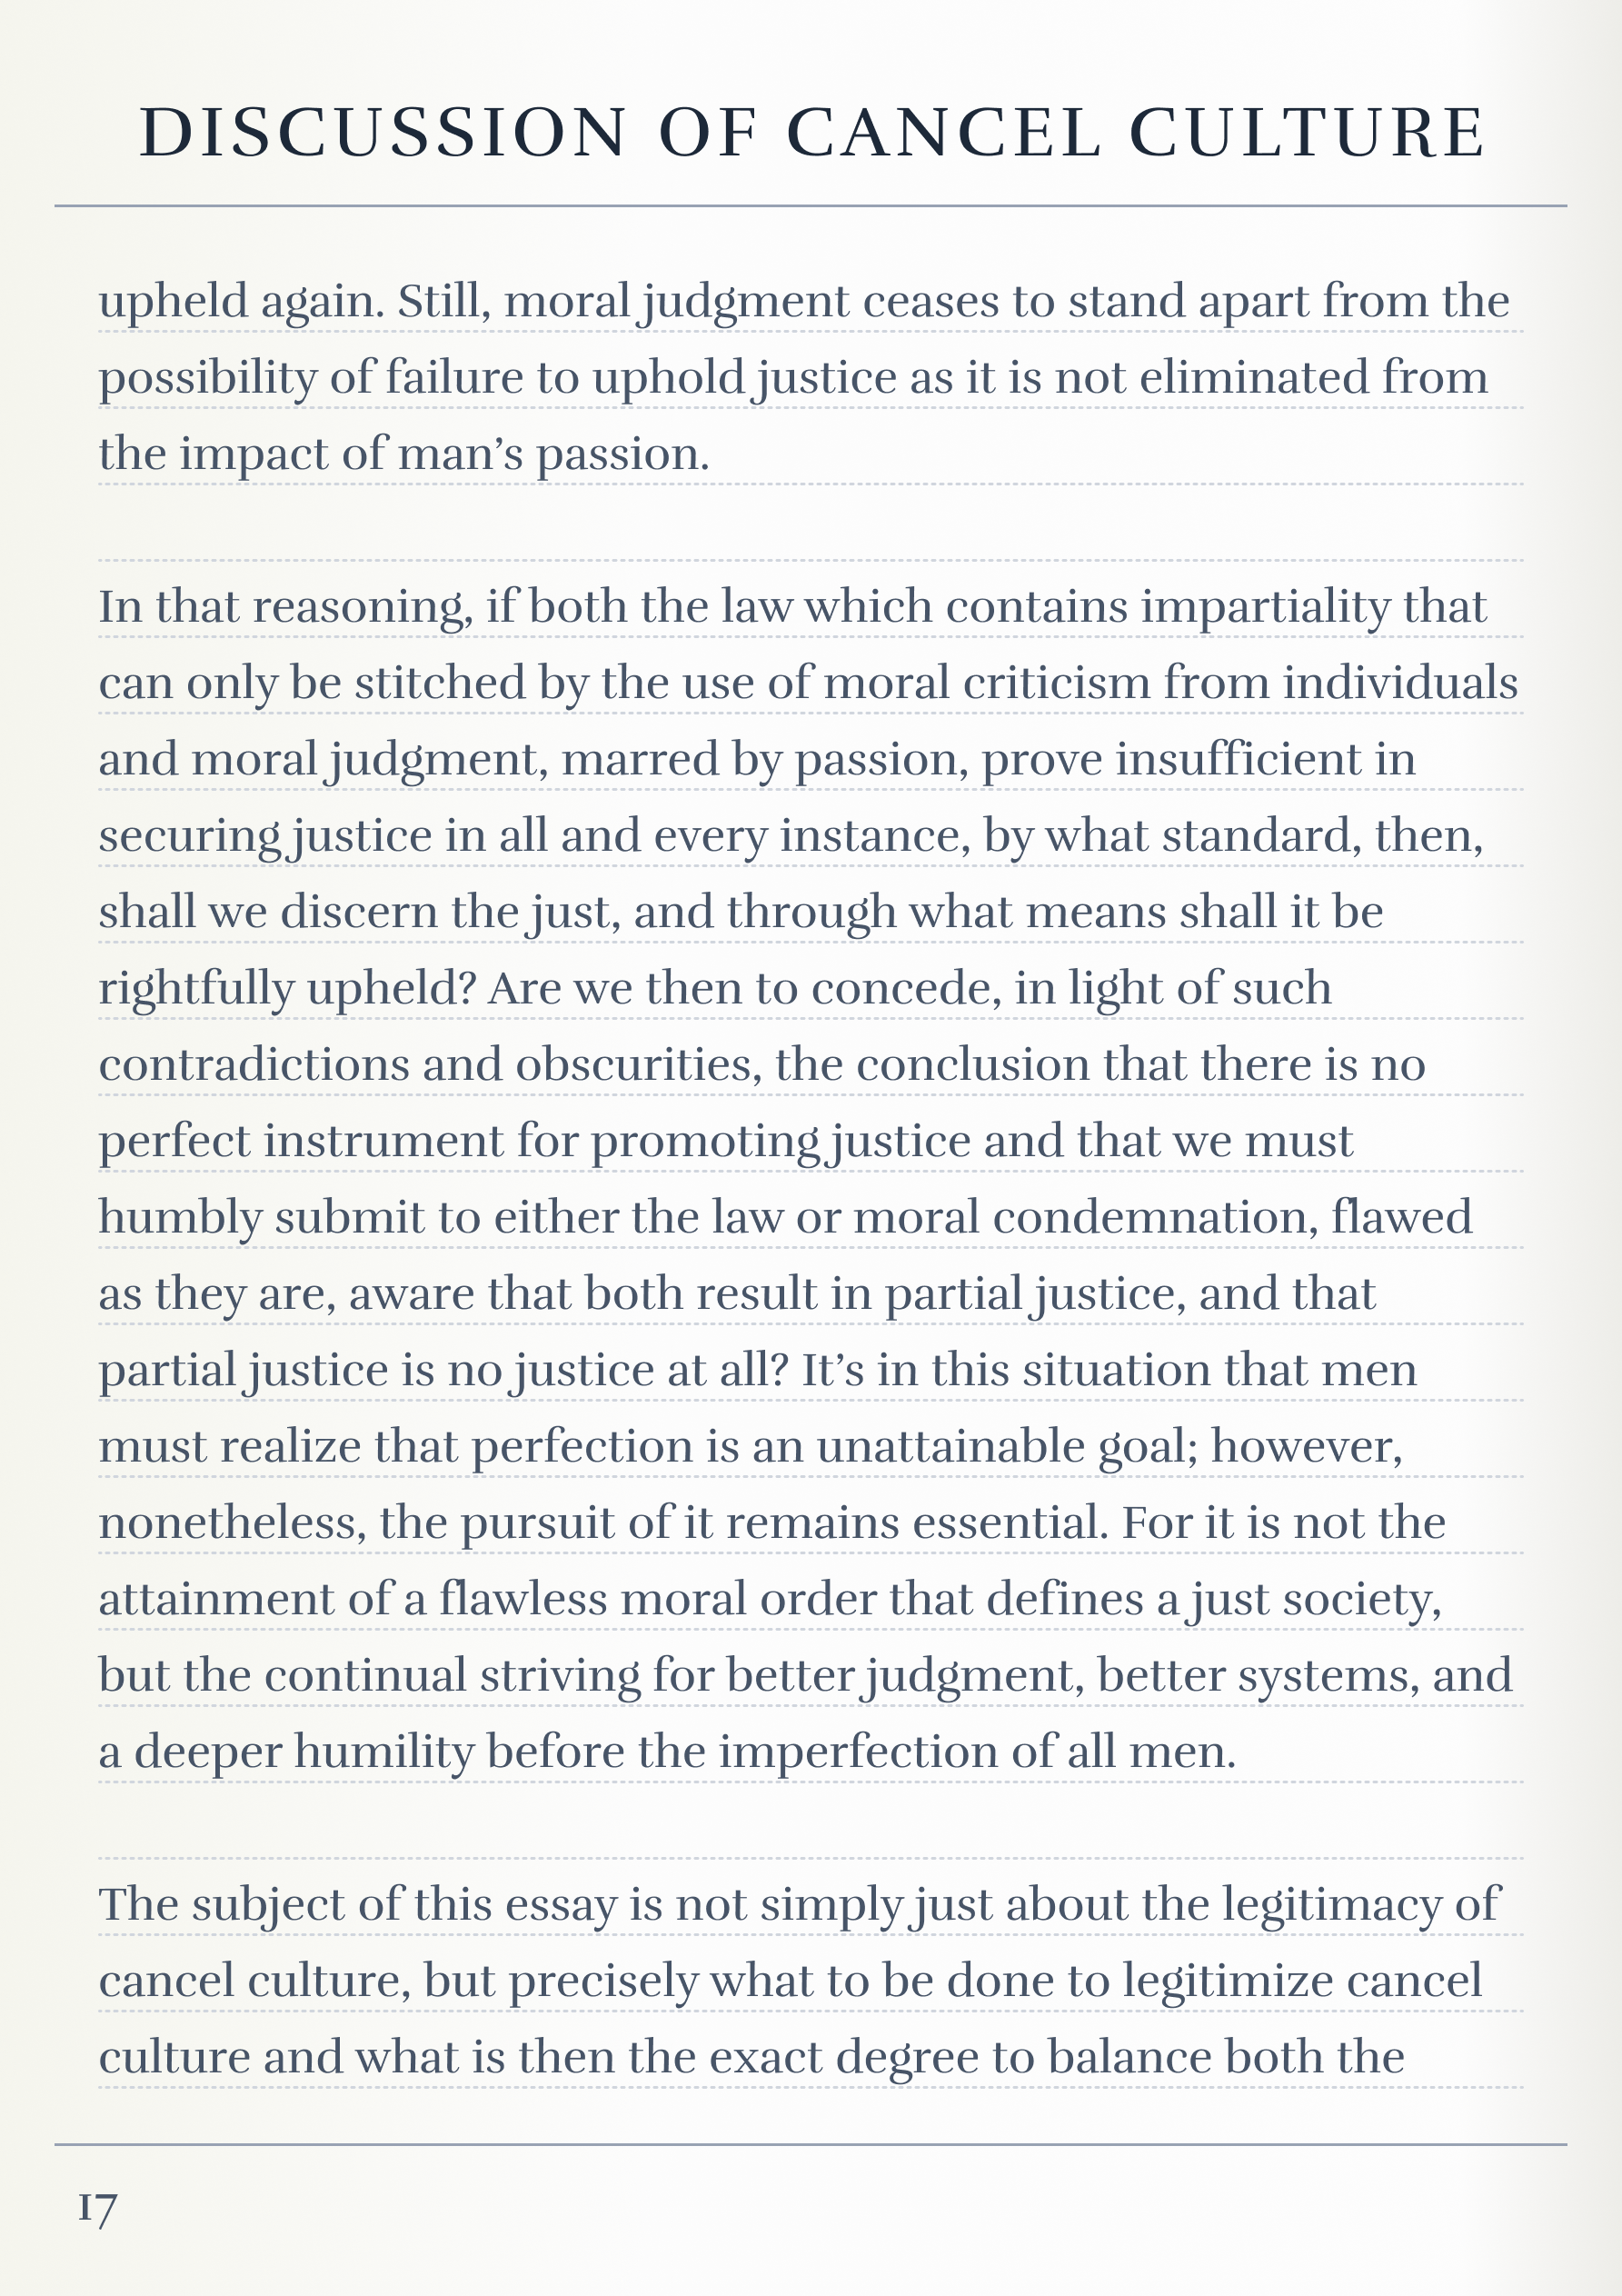 DISCUSSION OF CANCEL CULTURE
upheld again. Still, moral judgment ceases to stand apart from the
possibility of failure to uphold justice as it is not eliminated from
the impact of man’s passion.
In that reasoning, if both the law which contains impartiality that
can only be stitched by the use of moral criticism from individuals
and moral judgment, marred by passion, prove insufficient in
securing justice in all and every instance, by what standard, then,
shall we discern the just, and through what means shall it be
rightfully upheld? Are we then to concede, in light of such
contradictions and obscurities, the conclusion that there is no
perfect instrument for promoting justice and that we must
humbly submit to either the law or moral condemnation, flawed
as they are, aware that both result in partial justice, and that
partial justice is no justice at all? It’s in this situation that men
must realize that perfection is an unattainable goal; however,
nonetheless, the pursuit of it remains essential. For it is not the
attainment of a flawless moral order that defines a just society,
but the continual striving for better judgment, better systems, and
a deeper humility before the imperfection of all men.
The subject of this essay is not simply just about the legitimacy of
cancel culture, but precisely what to be done to legitimize cancel
culture and what is then the exact degree to balance both the
17